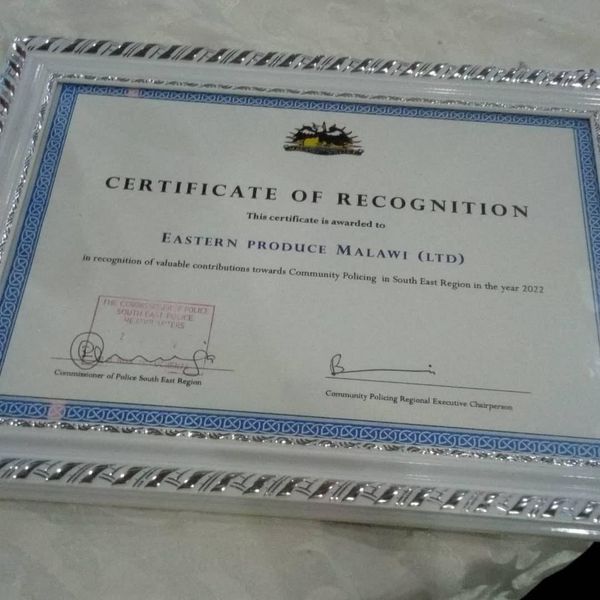 CERTIFICATE OF RECOGNITION
This certificate is awarded to
EASTERN PRODUCE MALAWI (LTD)
in recognition of valuable contributions towards Community Policing in South East Region in the year 2022
THE COMMISSIONER OF POLICE
SOUTH EAST POLICE
HEADQUARTERS
Commissioner of Police South East Region
Community Policing Regional Executive Chairperson